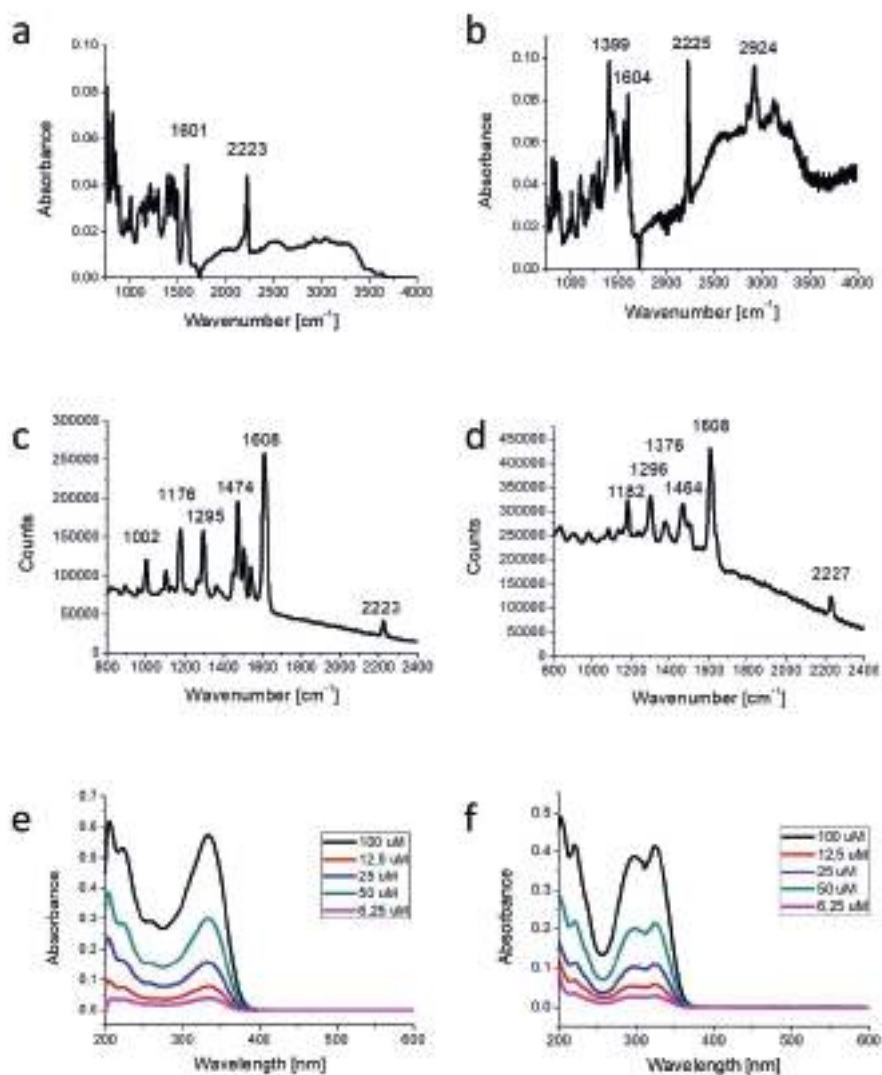 a
0.10
0.08
0.06
0.04
0.02
0.00
Absorbance
1601
2223
1000 1500 2000 2500 3000 3500 4000
Wavenumber [cm⁻¹]
b
0.10
0.08
0.06
0.04
0.02
0.00
Absorbance
1399
1604
2225
2924
1000 1500 2000 2500 3000 3500 4000
Wavenumber [cm⁻¹]
c
300000
250000
200000
150000
100000
50000
0
Counts
1002
1176
1295
1474
1608
2223
800 1000 1200 1400 1600 1800 2000 2200 2400
Wavenumber [cm⁻¹]
d
450000
400000
350000
300000
250000
200000
150000
100000
50000
0
Counts
1182
1296
1376
1464
1608
2227
800 1000 1200 1400 1600 1800 2000 2200 2400
Wavenumber [cm⁻¹]
e
0.7
0.6
0.5
0.4
0.3
0.2
0.1
0.0
Absorbance
100 uM
12,5 uM
25 uM
50 uM
6,25 uM
200 300 400 500 600
Wavelength [nm]
f
0.5
0.4
0.3
0.2
0.1
0.0
Absorbance
100 uM
12,5 uM
25 uM
50 uM
6,25 uM
200 300 400 500 600
Wavelength [nm]